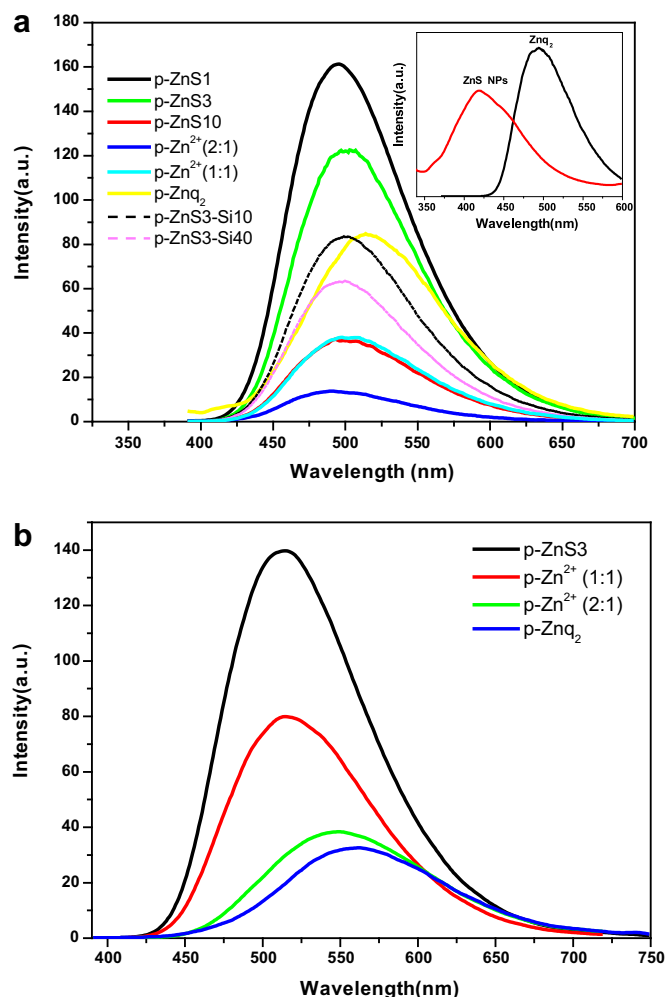 a
160
140
120
100
80
60
40
20
0
Intensity(a.u.)
p-ZnS1
p-ZnS3
p-ZnS10
p-Zn²⁺(2:1)
p-Zn²⁺(1:1)
p-Znq₂
p-ZnS3-Si10
p-ZnS3-Si40
Intensity(a.u.)
Znq₂
ZnS NPs
350 400 450 500 550 600
Wavelength(nm)
350 400 450 500 550 600 650 700
Wavelength (nm)
b
140
120
100
80
60
40
20
0
Intensity(a.u.)
p-ZnS3
p-Zn²⁺ (1:1)
p-Zn²⁺ (2:1)
p-Znq₂
400 450 500 550 600 650 700 750
Wavelength(nm)